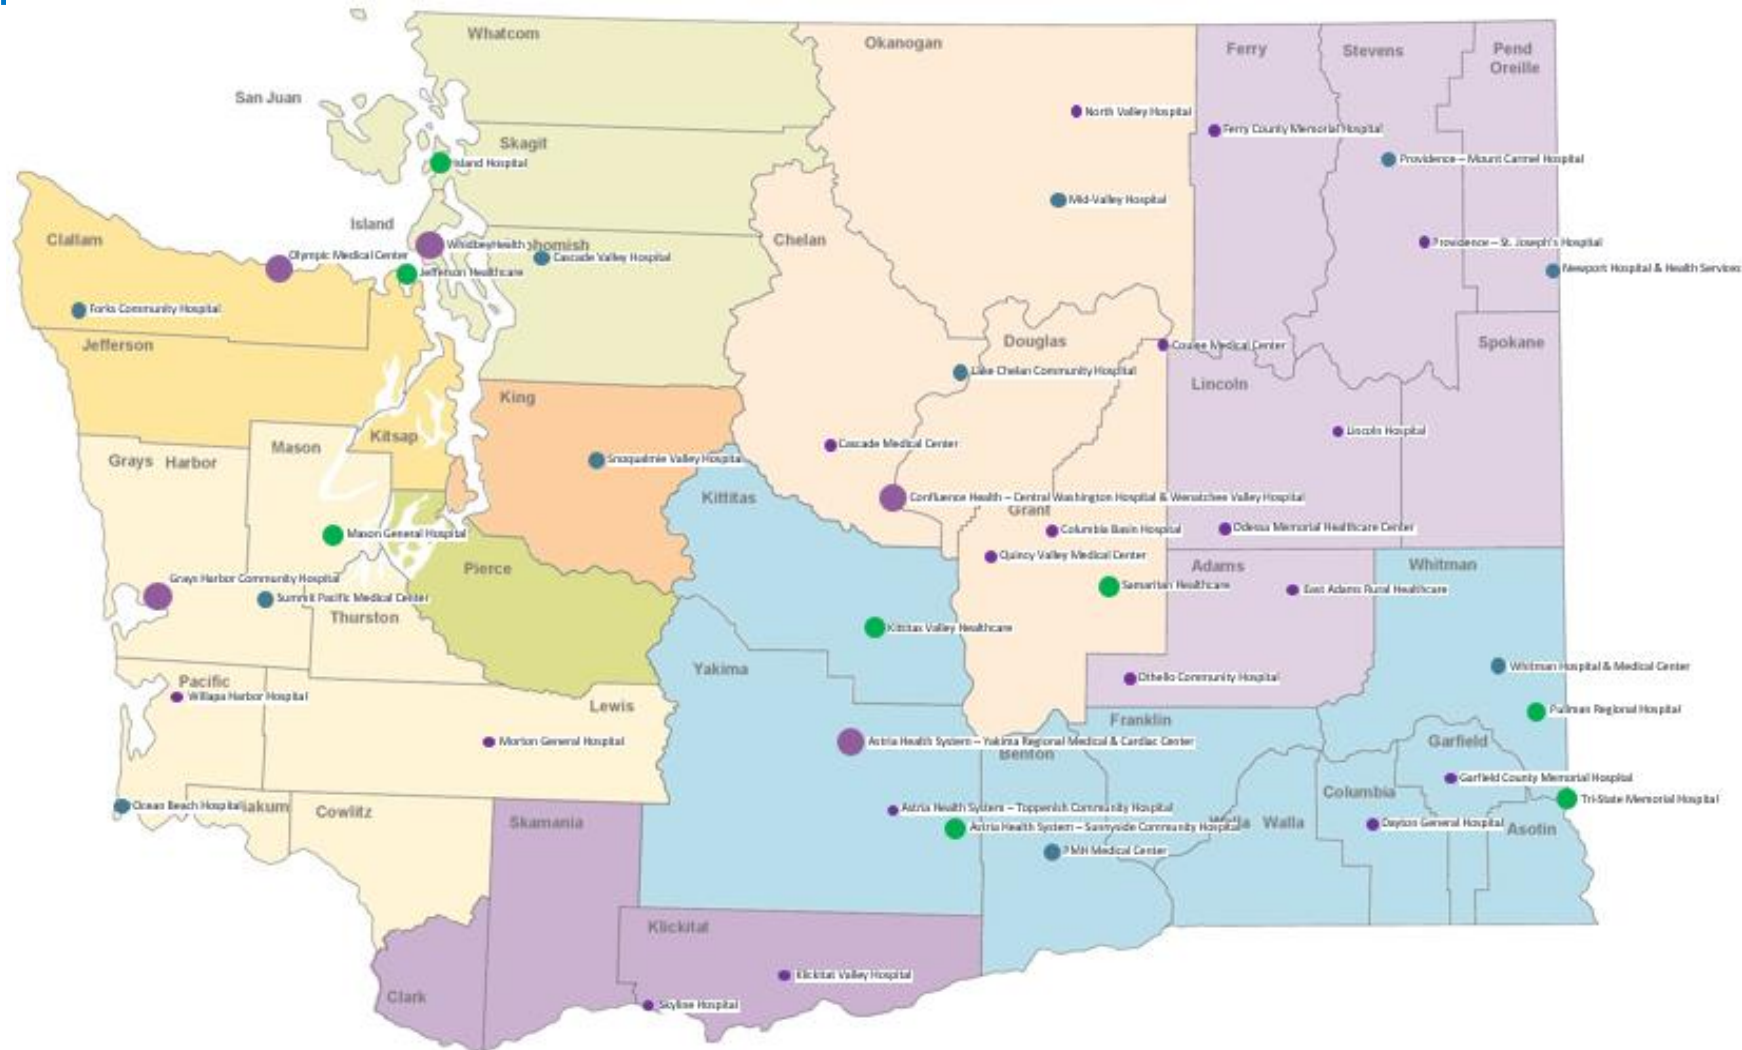 Whatcom
Okanogan
Ferry
Stevens
Pend
Oreille
San Juan
North Valley Hospital
Ferry County Memorial Hospital
Skagit
Island Hospital
Providence – Mount Carmel Hospital
Mid-Valley Hospital
Island
Clallam
Chelan
WhidbeyHealth
homish
Providence – St. Joseph's Hospital
Olympic Medical Center
Cascade Valley Hospital
Jefferson Healthcare
Newport Hospital & Health Services
Forks Community Hospital
Jefferson
Douglas
Coulee Medical Center
Spokane
Lake Chelan Community Hospital
Lincoln
King
Kitsap
Lincoln Hospital
Mason
Cascade Medical Center
Grays Harbor
Snoqualmie Valley Hospital
Kittitas
Confluence Health – Central Washington Hospital & Wenatchee Valley Hospital
Grant
Mason General Hospital
Columbia Basin Hospital
Odessa Memorial Healthcare Center
Quincy Valley Medical Center
Pierce
Adams
Whitman
Grays Harbor Community Hospital
Samaritan Healthcare
East Adams Rural Healthcare
Summit Pacific Medical Center
Thurston
Kittitas Valley Healthcare
Yakima
Whitman Hospital & Medical Center
Pacific
Othello Community Hospital
Willapa Harbor Hospital
Lewis
Pullman Regional Hospital
Franklin
Morton General Hospital
Astria Health System – Yakima Regional Medical & Cardiac Center
Garfield
Benton
Garfield County Memorial Hospital
Columbia
Tri-State Memorial Hospital
Ocean Beach Hospital
iakum
Cowlitz
Astria Health System – Toppenish Community Hospital
Skamania
Astria Health System – Sunnyside Community Hospital
Walla Walla
Dayton General Hospital
Asotin
PMH Medical Center
Klickitat
Klickitat Valley Hospital
Clark
Skyline Hospital